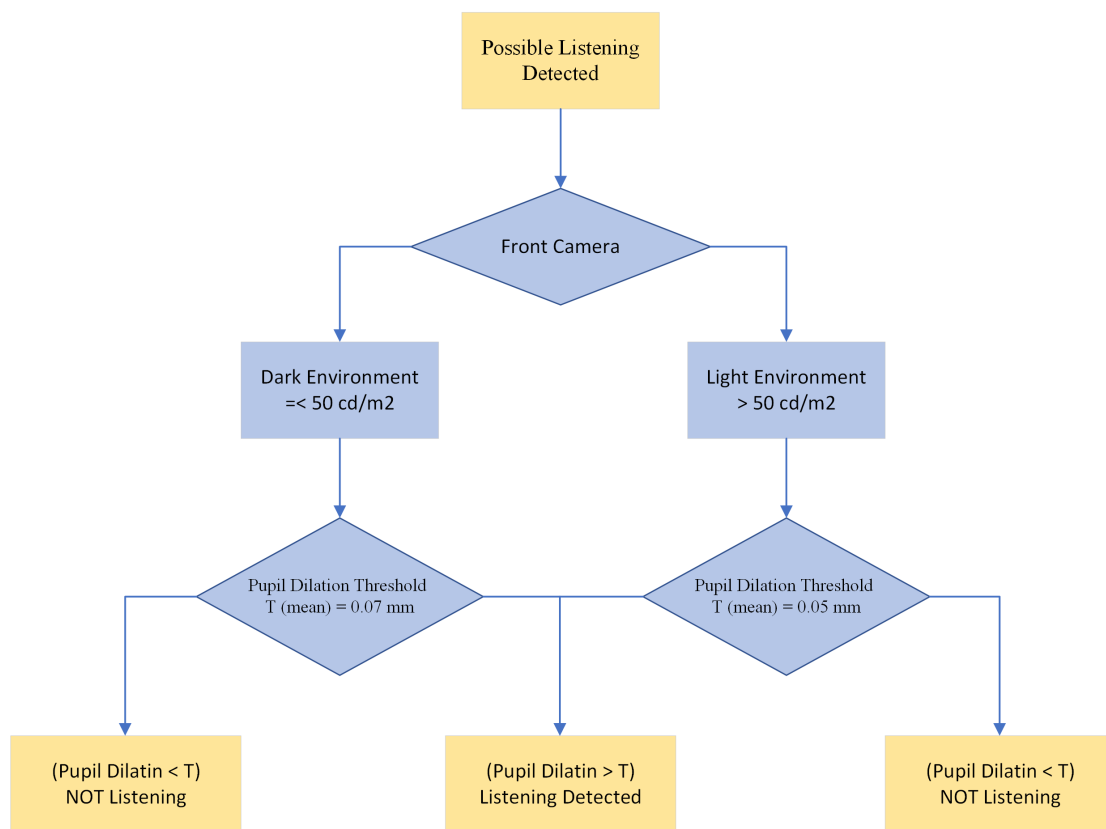 Possible Listening
Detected
Front Camera
Dark Environment
=< 50 cd/m2
Light Environment
> 50 cd/m2
Pupil Dilation Threshold
T (mean) = 0.07 mm
Pupil Dilation Threshold
T (mean) = 0.05 mm
(Pupil Dilatin < T)
NOT Listening
(Pupil Dilatin > T)
Listening Detected
(Pupil Dilatin < T)
NOT Listening